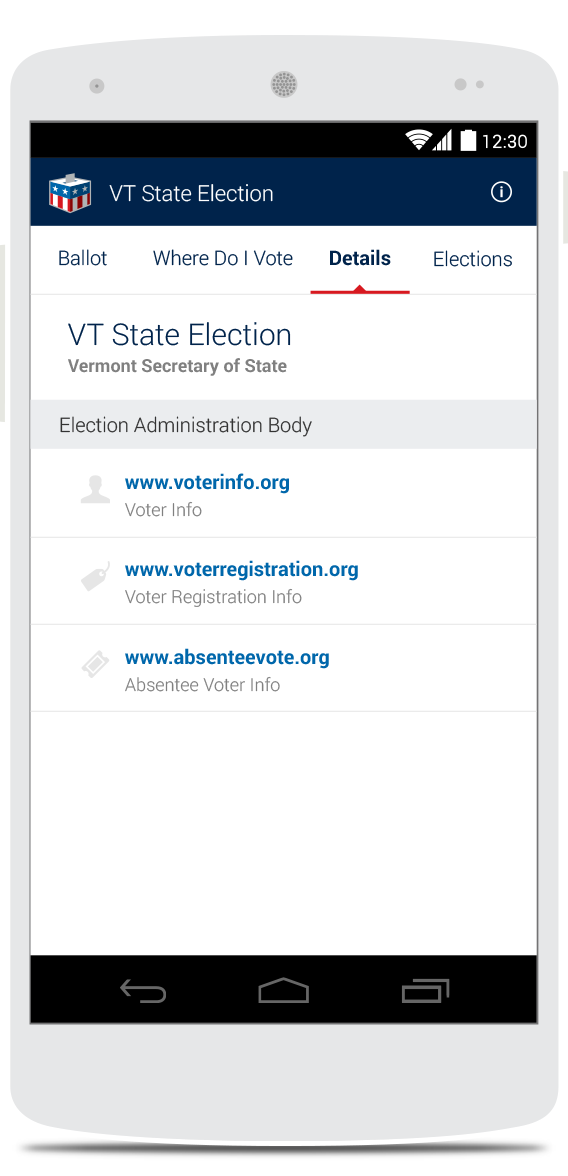 12:30
VT State Election
Ballot Where Do I Vote Details Elections
VT State Election
Vermont Secretary of State
Election Administration Body
www.voterinfo.org
Voter Info
www.voterregistration.org
Voter Registration Info
www.absenteevote.org
Absentee Voter Info